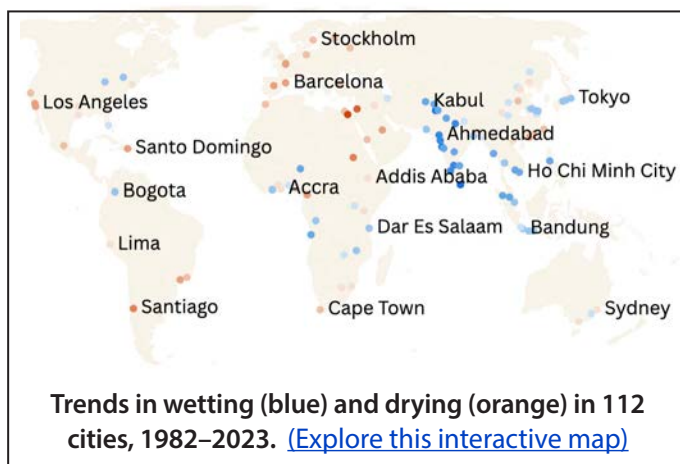 Stockholm
Barcelona
Kabul
Tokyo
Los Angeles
Ahmedabad
Santo Domingo
Addis Ababa
Ho Chi Minh City
Bogota
Accra
Dar Es Salaam
Bandung
Lima
Santiago
Cape Town
Sydney
Trends in wetting (blue) and drying (orange) in 112
cities, 1982–2023. (Explore this interactive map)